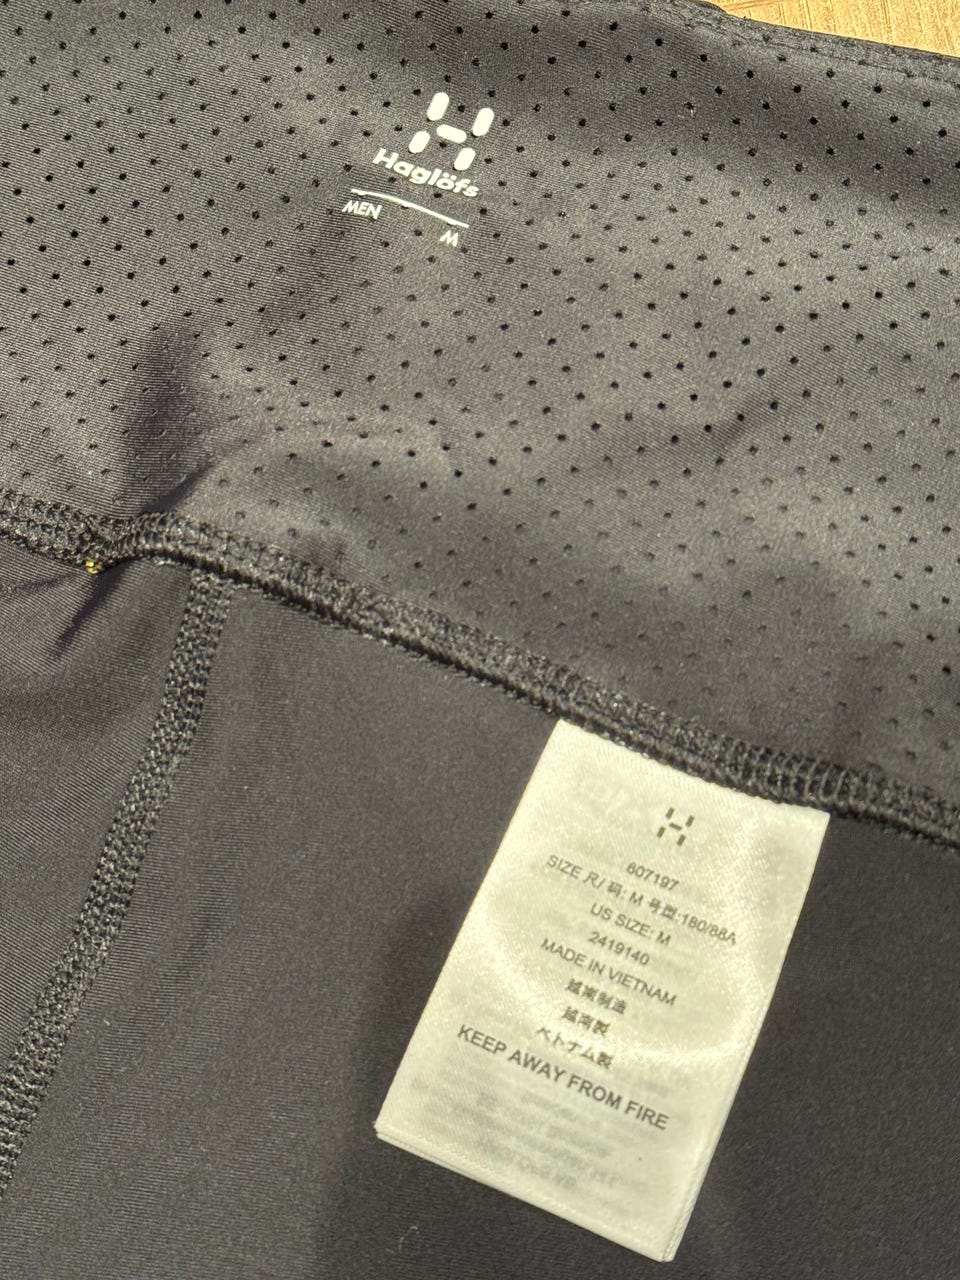 Haglöfs
MEN
M
607197
SIZE 尺/码: M 号型:180/88A
US SIZE: M
2419140
MADE IN VIETNAM
越南制造
越南製
ベトナム製
KEEP AWAY FROM FIRE